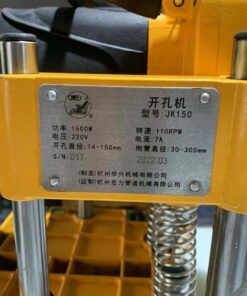 开孔机
型号:JK150
功率:1500W
转速:110RPM
电压:220V
电流:7A
开孔直径:14-150mm
抱管直径:30-300mm
S/N 017
2022.03
(制造)杭州华兴机械有限公司
(监制)杭州宏力管道机械有限公司